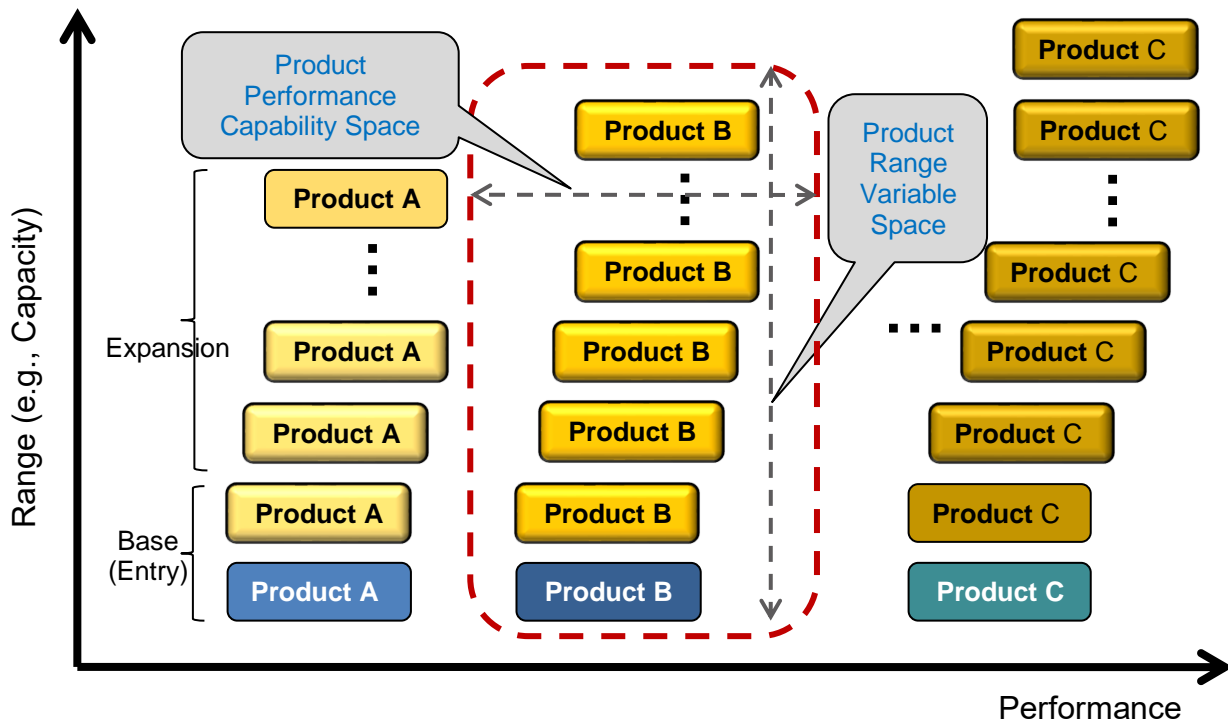 Product C
Product
Performance
Capability Space
Product B
Product C
Product
Range
Variable
Space
Product A
Product B
Product C
Expansion
Product A
Product B
Product C
Product A
Product B
Product C
Base
(Entry)
Product A
Product B
Product C
Product A
Product B
Product C
Range (e.g., Capacity)
Performance